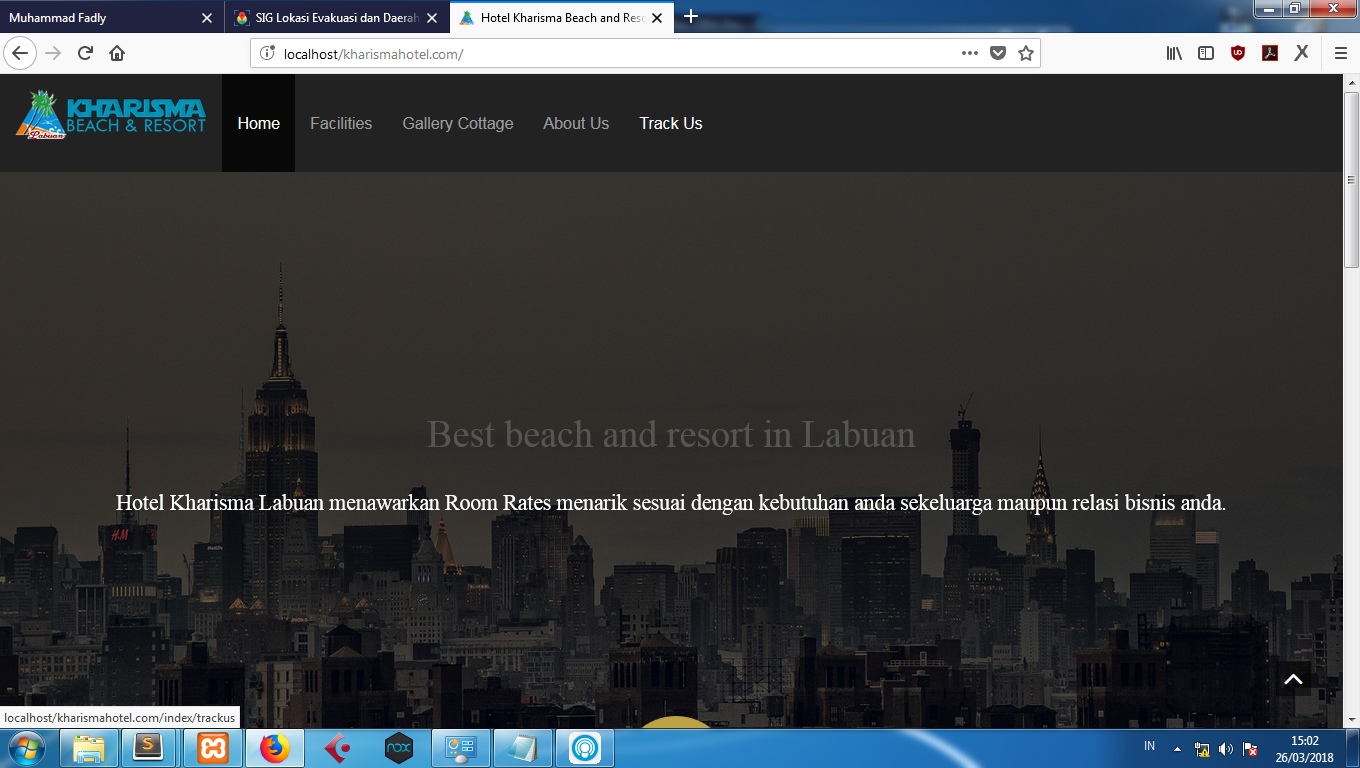 Muhammad Fadly
SIG Lokasi Evakuasi dan Daerah
Hotel Kharisma Beach and Reso
localhost/kharismahotel.com/
KHARISMA
BEACH & RESORT
Labuan
Home
Facilities
Gallery Cottage
About Us
Track Us
Best beach and resort in Labuan
Hotel Kharisma Labuan menawarkan Room Rates menarik sesuai dengan kebutuhan anda sekeluarga maupun relasi bisnis anda.
H&M
localhost/kharismahotel.com/index/trackus
nox
IN
15:02
26/03/2018